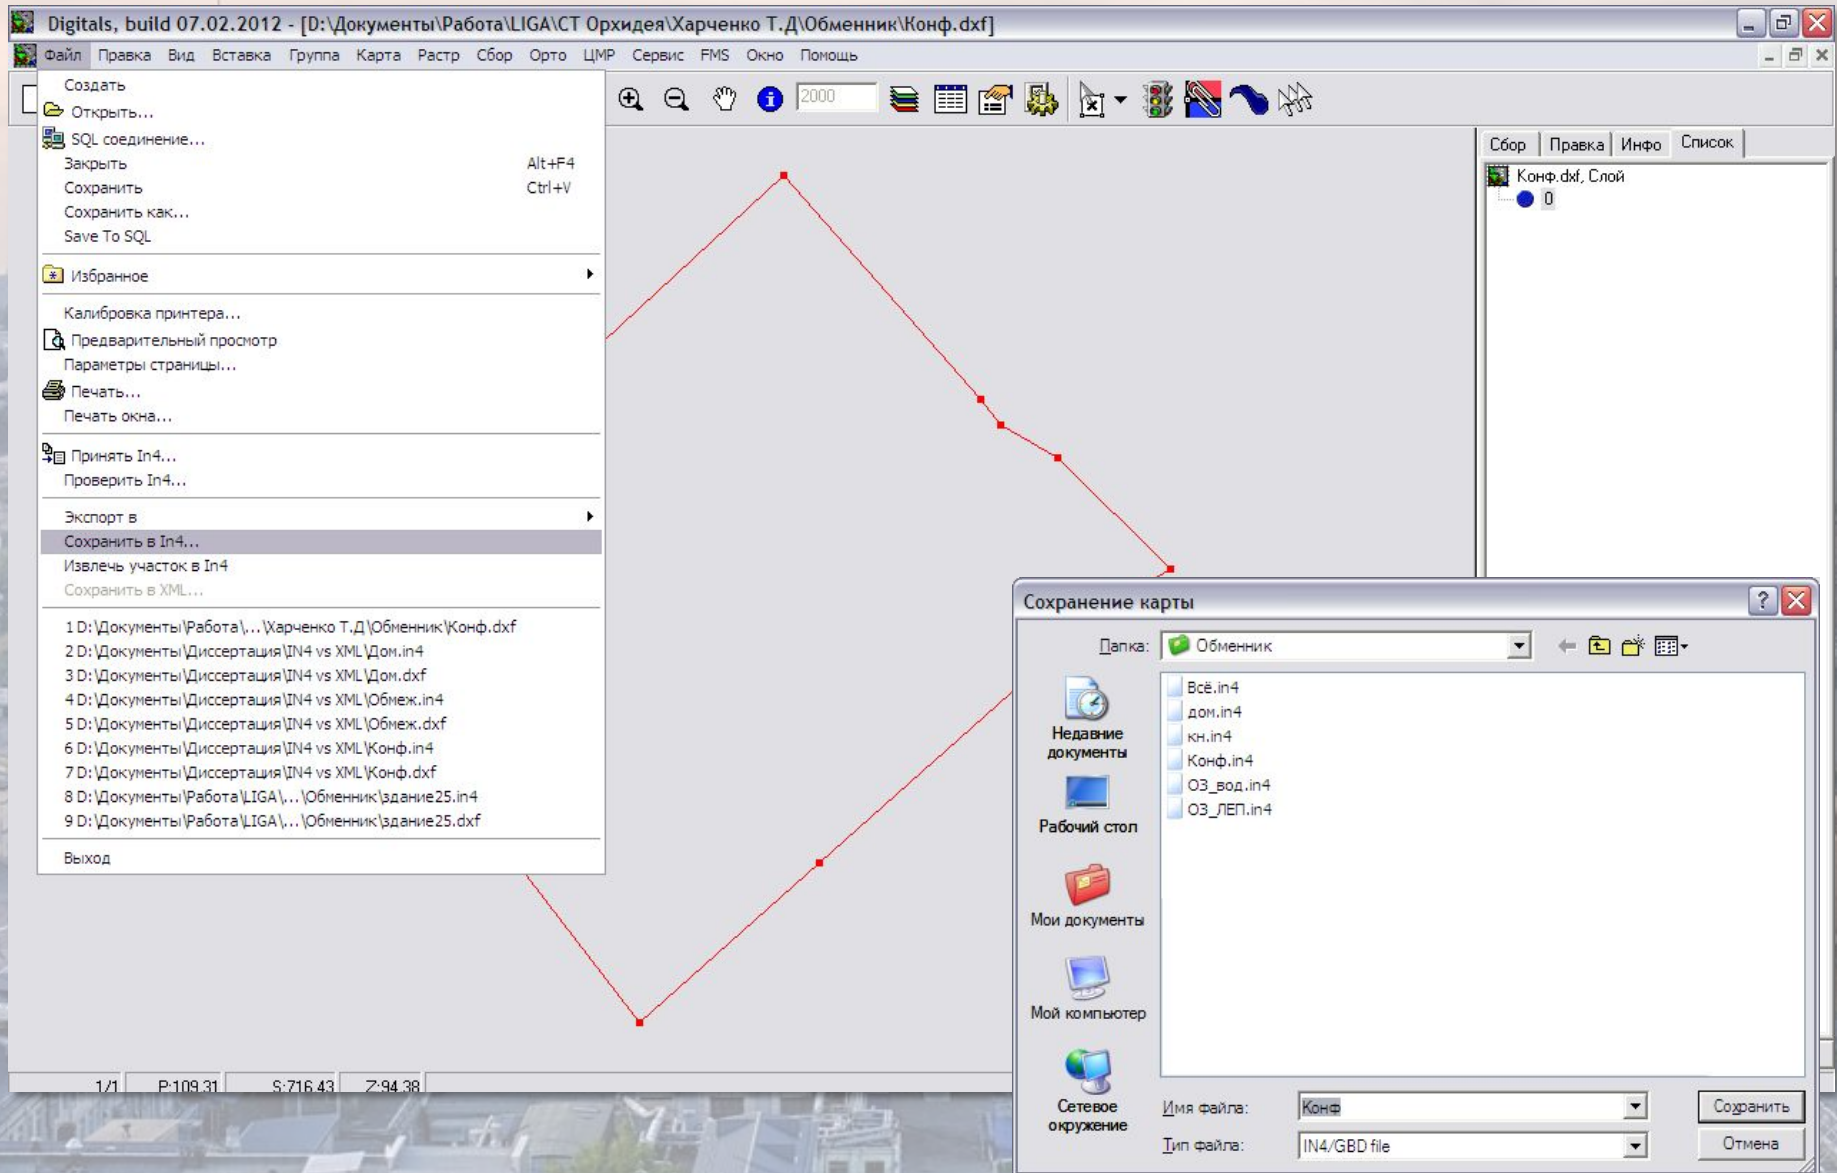 Digitals, build 07.02.2012 - [D:\Документы\Работа\LIGA\СТ Орхидея\Харченко Т.Д\Обменник\Конф.dxf]
Файл Правка Вид Вставка Группа Карта Растр Сбор Орто ЦМР Сервис FMS Окно Помощь
2000
Создать
Открыть...
SQL соединение...
Закрыть Alt+F4
Сохранить Ctrl+V
Сохранить как...
Save To SQL
Избранное
Калибровка принтера...
Предварительный просмотр
Параметры страницы...
Печать...
Печать окна...
Принять In4...
Проверить In4...
Экспорт в
Сохранить в In4...
Извлечь участок в In4
Сохранить в XML...
1 D:\Документы\Работа\...\Харченко Т.Д\Обменник\Конф.dxf
2 D:\Документы\Диссертация\IN4 vs XML\Дом.in4
3 D:\Документы\Диссертация\IN4 vs XML\Дом.dxf
4 D:\Документы\Диссертация\IN4 vs XML\Обмеж.in4
5 D:\Документы\Диссертация\IN4 vs XML\Обмеж.dxf
6 D:\Документы\Диссертация\IN4 vs XML\Конф.in4
7 D:\Документы\Диссертация\IN4 vs XML\Конф.dxf
8 D:\Документы\Работа\LIGA\...\Обменник\здание25.in4
9 D:\Документы\Работа\LIGA\...\Обменник\здание25.dxf
Выход
Сбор Правка Инфо Список
Конф.dxf, Слой
0
Сохранение карты
Папка: Обменник
Недавние документы
Рабочий стол
Мои документы
Мой компьютер
Сетевое окружение
Всё.in4
дом.in4
кн.in4
Конф.in4
ОЗ_вод.in4
ОЗ_ЛЕП.in4
Имя файла: Конф Сохранить
Тип файла: IN4/GBD file Отмена
1/1 P:109.31 S:716.43 Z:94.38